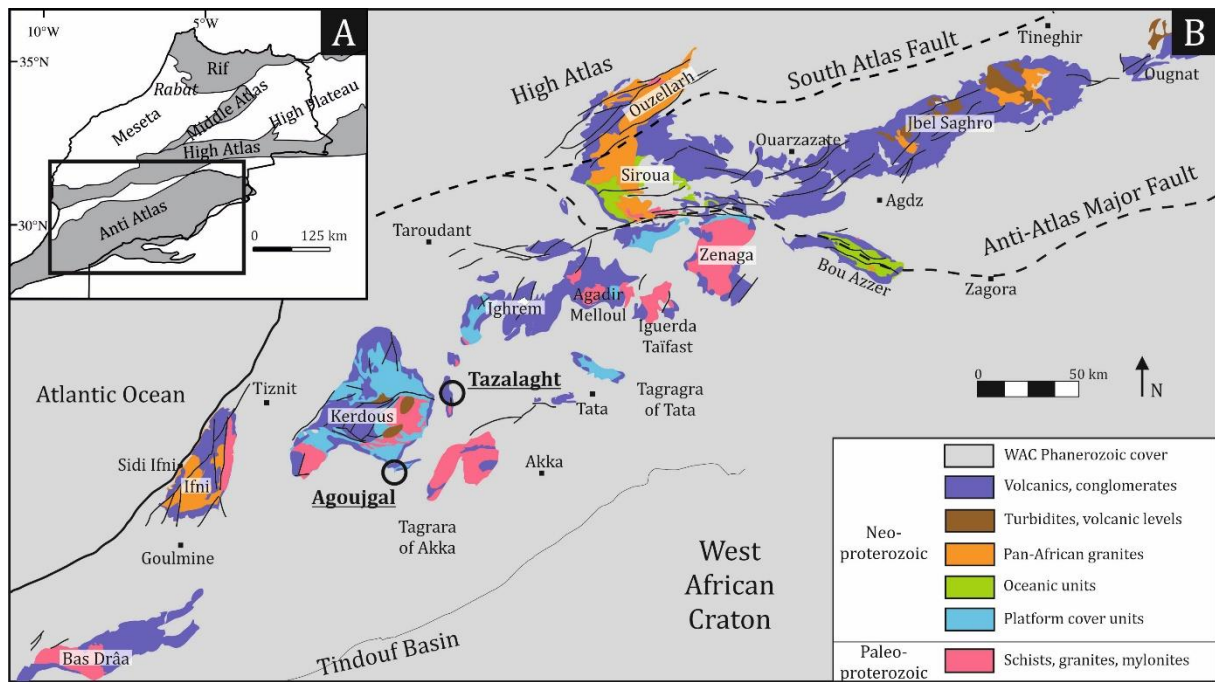 10°W
5°W
A
35°N
Rif
Rabat
Meseta
Middle Atlas
High Plateau
High Atlas
30°N
Anti Atlas
0
125 km
B
Tineghir
South Atlas Fault
Ougnat
High Atlas
Ouzellarh
Jbel Saghro
Ouarzazate
Siroua
Agdz
Anti-Atlas Major Fault
Taroudant
Zenaga
Bou Azzer
Zagora
Ighrem
Agadir
Melloul
Iguerda
Taïfast
0
50 km
N
Atlantic Ocean
Tiznit
Tazalaght
Tagragra
of Tata
Tata
Kerdous
Sidi Ifni
Ifni
Akka
Agoujgal
Tagrara
of Akka
Goulmine
West
African
Craton
Bas Drâa
Tindouf Basin
WAC Phanerozoic cover
Neo-
proterozoic
Volcanics, conglomerates
Turbidites, volcanic levels
Pan-African granites
Oceanic units
Platform cover units
Paleo-
proterozoic
Schists, granites, mylonites